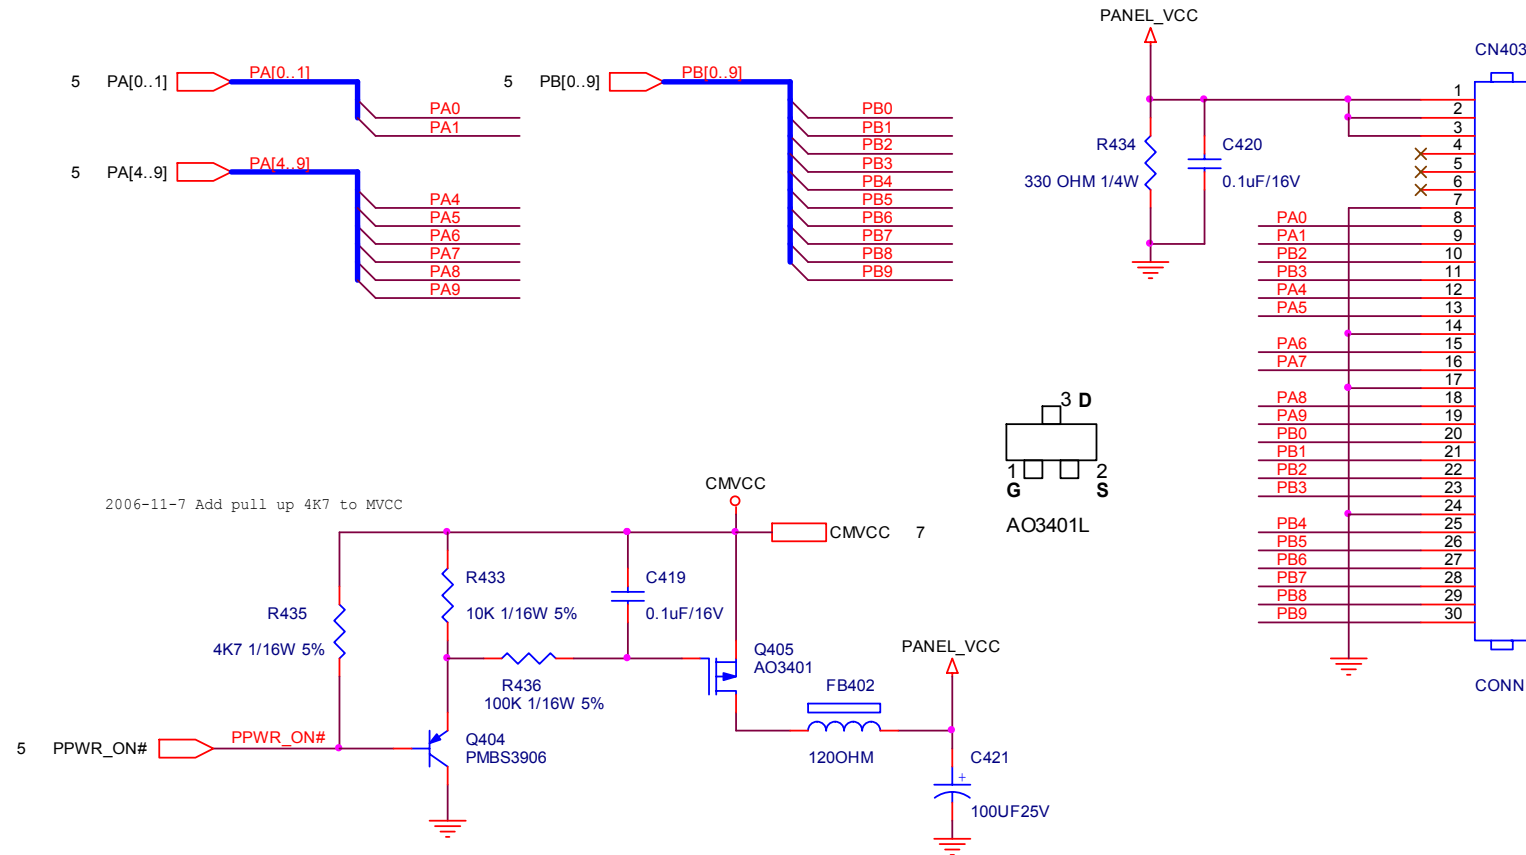 PANEL_VCC
CN403
5 PA[0..1] PA[0..1]
PA0
PA1
5 PA[4..9] PA[4..9]
PA4
PA5
PA6
PA7
PA8
PA9
5 PB[0..9] PB[0..9]
PB0
PB1
PB2
PB3
PB4
PB5
PB6
PB7
PB8
PB9
R434
330 OHM 1/4W
C420
0.1uF/16V
1
2
3
4
5
6
7
PA0 8
PA1 9
PB2 10
PB3 11
PA4 12
PA5 13
14
PA6 15
PA7 16
17
PA8 18
PA9 19
PB0 20
PB1 21
PB2 22
PB3 23
24
PB4 25
PB5 26
PB6 27
PB7 28
PB8 29
PB9 30
CONN
3 D
1 2
G S
AO3401L
2006-11-7 Add pull up 4K7 to MVCC
CMVCC
CMVCC 7
R435
4K7 1/16W 5%
R433
10K 1/16W 5%
C419
0.1uF/16V
R436
100K 1/16W 5%
Q405
AO3401
PANEL_VCC
FB402
120OHM
5 PPWR_ON# PPWR_ON#
Q404
PMBS3906
C421
+
100UF25V